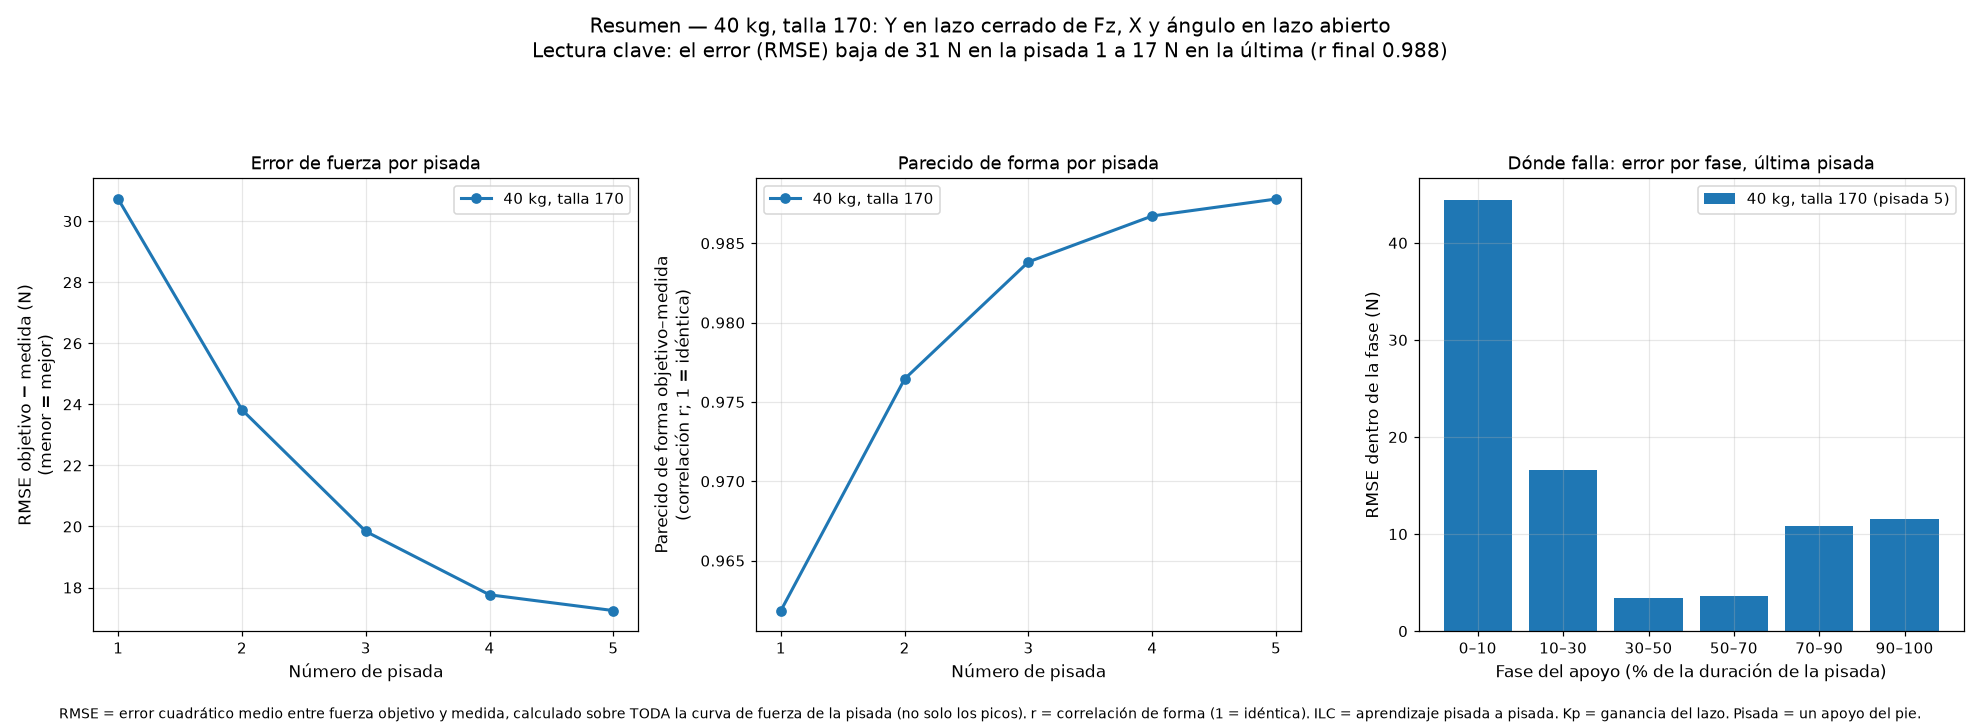 Resumen — 40 kg, talla 170: Y en lazo cerrado de Fz, X y ángulo en lazo abierto
Lectura clave: el error (RMSE) baja de 31 N en la pisada 1 a 17 N en la última (r final 0.988)
Error de fuerza por pisada
RMSE objetivo − medida (N)
(menor = mejor)
30
28
26
24
22
20
18
40 kg, talla 170
1 2 3 4 5
Número de pisada
Parecido de forma por pisada
Parecido de forma objetivo–medida
(correlación r; 1 = idéntica)
0.985
0.980
0.975
0.970
0.965
40 kg, talla 170
1 2 3 4 5
Número de pisada
Dónde falla: error por fase, última pisada
RMSE dentro de la fase (N)
40
30
20
10
0
40 kg, talla 170 (pisada 5)
0–10 10–30 30–50 50–70 70–90 90–100
Fase del apoyo (% de la duración de la pisada)
RMSE = error cuadrático medio entre fuerza objetivo y medida, calculado sobre TODA la curva de fuerza de la pisada (no solo los picos). r = correlación de forma (1 = idéntica). ILC = aprendizaje pisada a pisada. Kp = ganancia del lazo. Pisada = un apoyo del pie.